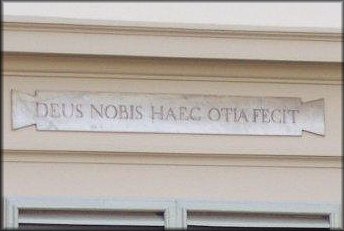 DEUS NOBIS HAEC OTIA FECIT